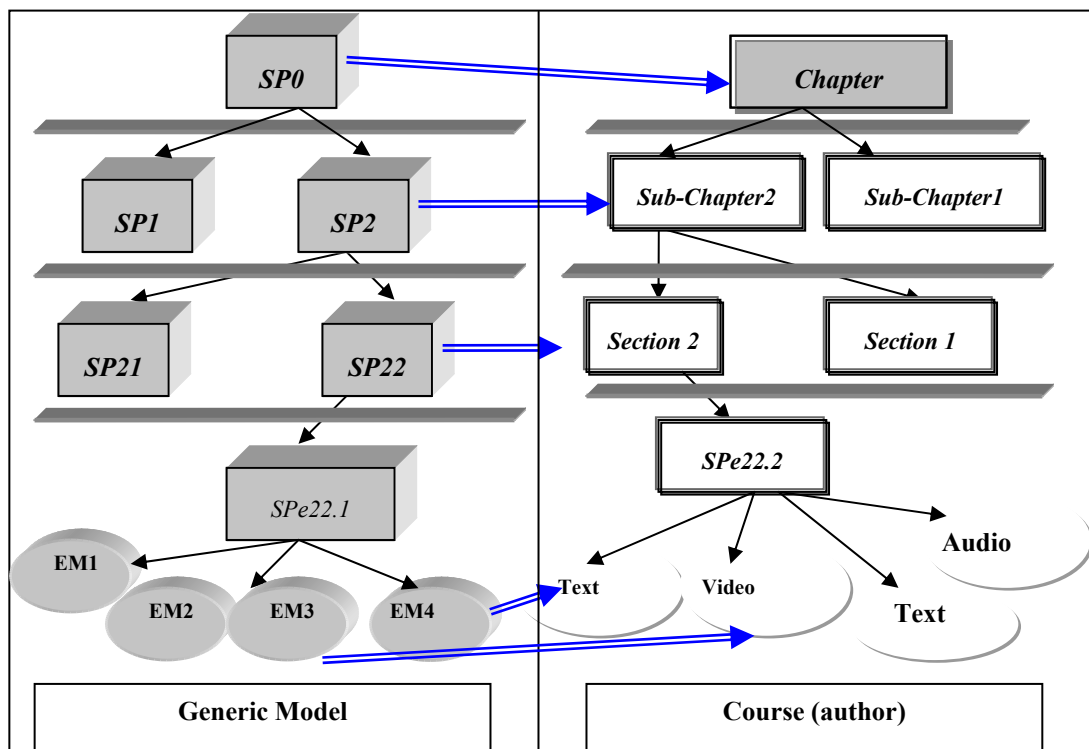 SP0
Chapter
SP1
SP2
Sub-Chapter2
Sub-Chapter1
SP21
SP22
Section 2
Section 1
SPe22.1
SPe22.2
EM1
EM2
EM3
EM4
Text
Video
Text
Audio
Generic Model
Course (author)